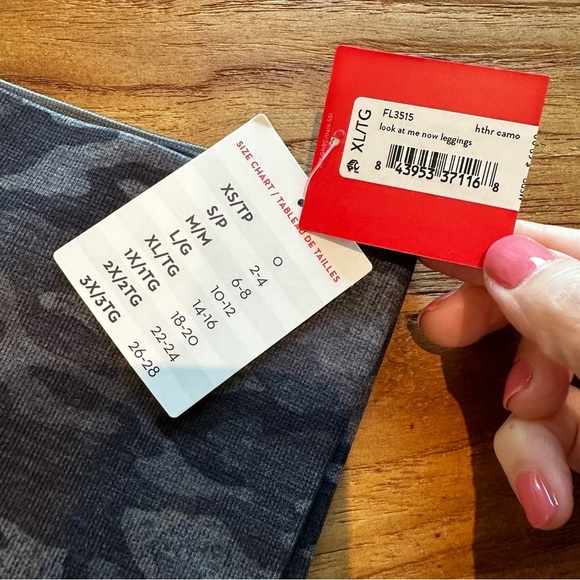 SIZE CHART / TABLEAU DE TAILLES
XS/TP 0
S/P 2-4
M/M 6-8
L/G 10-12
XL/TG 14-16
1X/1TG 18-20
2X/2TG 22-24
3X/3TG 26-28
XL/TG
FL3515
look at me now leggings
hthr camo
8 43953 37116 8